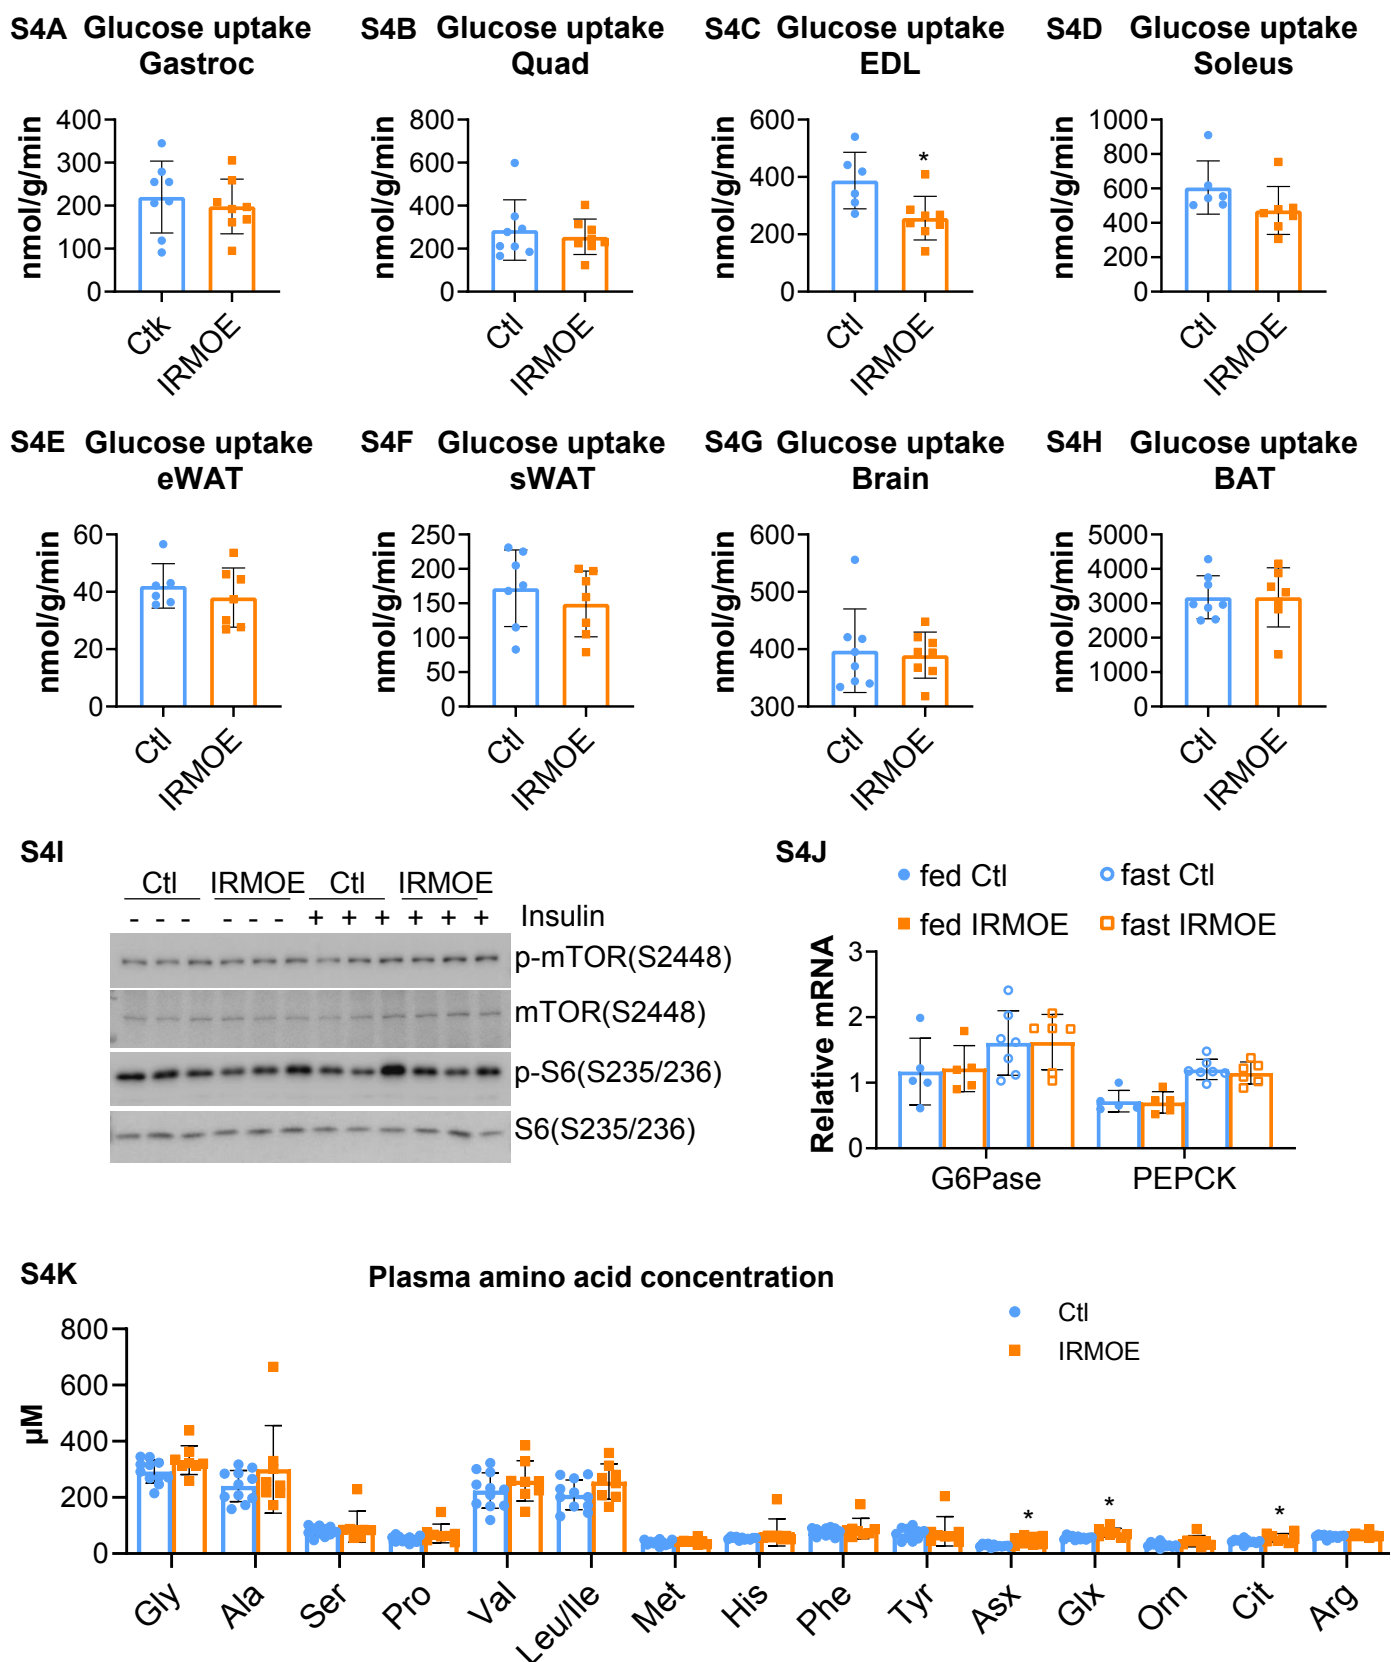 S4A Glucose uptake
Gastroc
nmol/g/min
400
300
200
100
0
Ctk
IRMOE
S4B Glucose uptake
Quad
nmol/g/min
800
600
400
200
0
Ctl
IRMOE
S4C Glucose uptake
EDL
nmol/g/min
600
400
200
0
*
Ctl
IRMOE
S4D Glucose uptake
Soleus
nmol/g/min
1000
800
600
400
200
0
Ctl
IRMOE
S4E Glucose uptake
eWAT
nmol/g/min
60
40
20
0
Ctl
IRMOE
S4F Glucose uptake
sWAT
nmol/g/min
250
200
150
100
50
0
Ctl
IRMOE
S4G Glucose uptake
Brain
nmol/g/min
600
500
400
300
Ctl
IRMOE
S4H Glucose uptake
BAT
nmol/g/min
5000
4000
3000
2000
1000
0
Ctl
IRMOE
S4I
Ctl IRMOE Ctl IRMOE
- - - - - - + + + + + + Insulin
p-mTOR(S2448)
mTOR(S2448)
p-S6(S235/236)
S6(S235/236)
S4J
fed Ctl fast Ctl
fed IRMOE fast IRMOE
Relative mRNA
3
2
1
0
G6Pase PEPCK
S4K Plasma amino acid concentration
Ctl
IRMOE
µM
800
600
400
200
0
* * *
Gly Ala Ser Pro Val Leu/Ile Met His Phe Tyr Asx Glx Orn Cit Arg